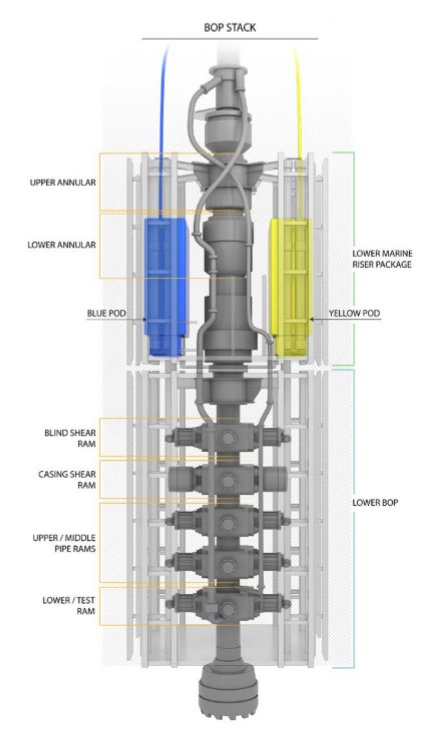 BOP STACK
UPPER ANNULAR
LOWER ANNULAR
LOWER MARINE
RISER PACKAGE
BLUE POD
YELLOW POD
BLIND SHEAR
RAM
CASING SHEAR
RAM
LOWER BOP
UPPER / MIDDLE
PIPE RAMS
LOWER / TEST
RAM